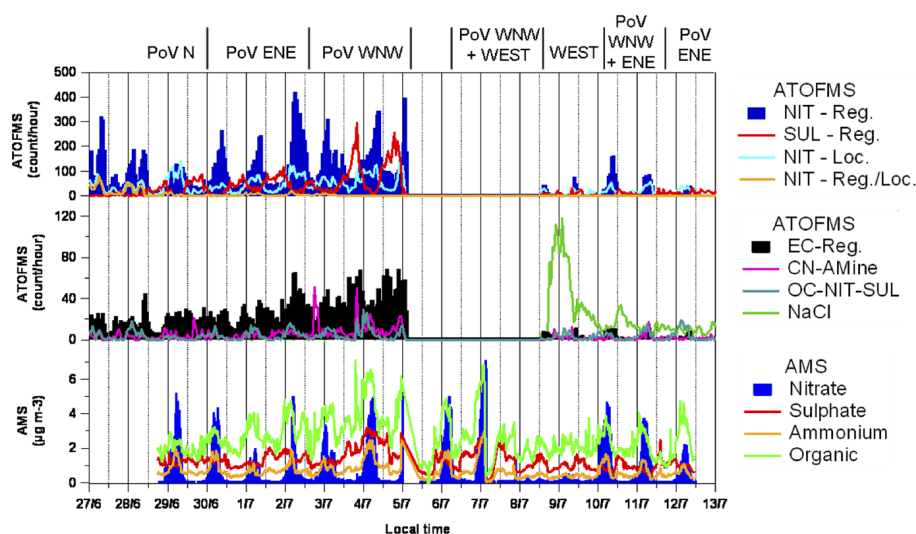 PoV N
PoV ENE
PoV WNW
PoV WNW
+ WEST
WEST
PoV
WNW
+ ENE
PoV
ENE
ATOFMS
(count/hour)
500
400
300
200
100
0
ATOFMS
NIT - Reg.
SUL - Reg.
NIT - Loc.
NIT - Reg./Loc.
ATOFMS
(count/hour)
120
80
40
0
ATOFMS
EC-Reg.
CN-AMine
OC-NIT-SUL
NaCl
AMS
(µg m-3)
6
4
2
0
AMS
Nitrate
Sulphate
Ammonium
Organic
27/6 28/6 29/6 30/6 1/7 2/7 3/7 4/7 5/7 6/7 7/7 8/7 9/7 10/7 11/7 12/7 13/7
Local time